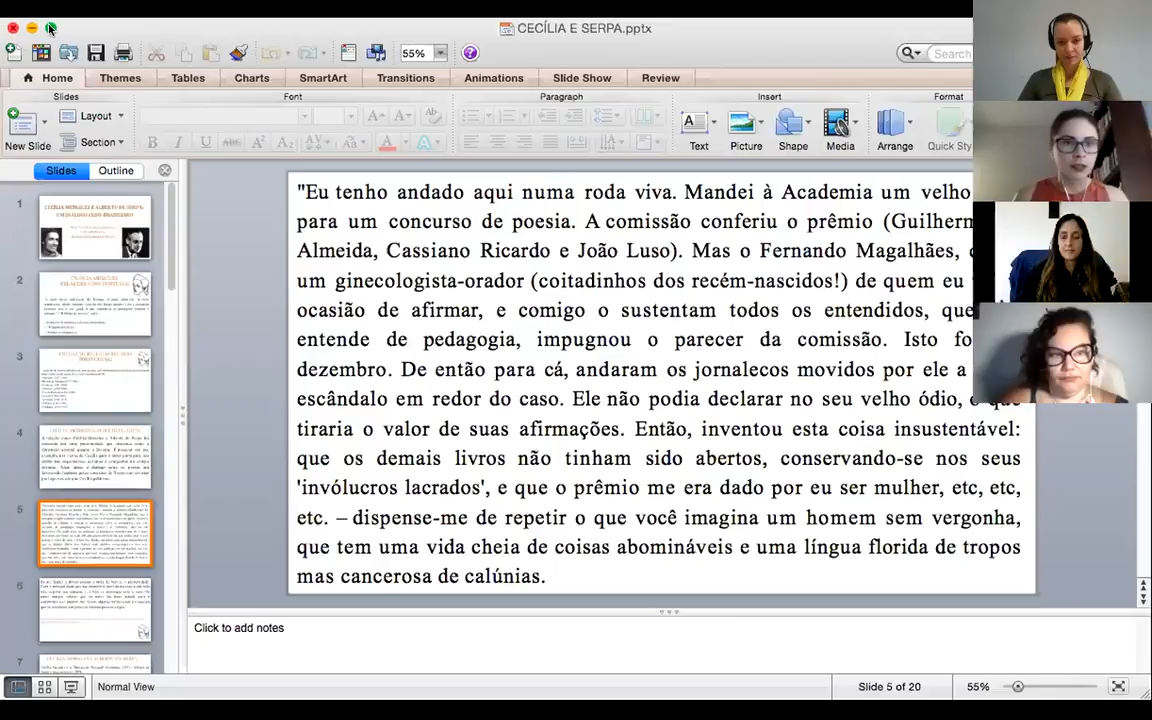 CECÍLIA E SERPA.pptx
55%
Search
Home Themes Tables Charts SmartArt Transitions Animations Slide Show Review
Slides Font Paragraph Insert Format
Layout
New Slide Section
Text Picture Shape Media Arrange Quick Sty
Slides Outline
1
2
3
4
5
6
7
"Eu tenho andado aqui numa roda viva. Mandei à Academia um velho
para um concurso de poesia. A comissão conferiu o prêmio (Guilherm
Almeida, Cassiano Ricardo e João Luso). Mas o Fernando Magalhães,
um ginecologista-orador (coitadinhos dos recém-nascidos!) de quem eu
ocasião de afirmar, e comigo o sustentam todos os entendidos, que
entende de pedagogia, impugnou o parecer da comissão. Isto fo
dezembro. De então para cá, andaram os jornalecos movidos por ele a
escândalo em redor do caso. Ele não podia declarar no seu velho ódio, o que
tiraria o valor de suas afirmações. Então, inventou esta coisa insustentável:
que os demais livros não tinham sido abertos, conservando-se nos seus
'invólucros lacrados', e que o prêmio me era dado por eu ser mulher, etc, etc,
etc. – dispense-me de repetir o que você imagina um homem sem vergonha,
que tem uma vida cheia de coisas abomináveis e uma língua florida de tropos
mas cancerosa de calúnias.
Click to add notes
Normal View Slide 5 of 20 55%